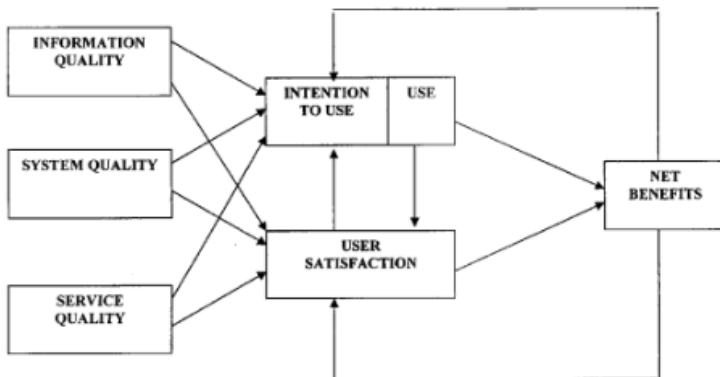 INFORMATION
QUALITY
INTENTION
TO USE
USE
SYSTEM QUALITY
NET
BENEFITS
USER
SATISFACTION
SERVICE
QUALITY